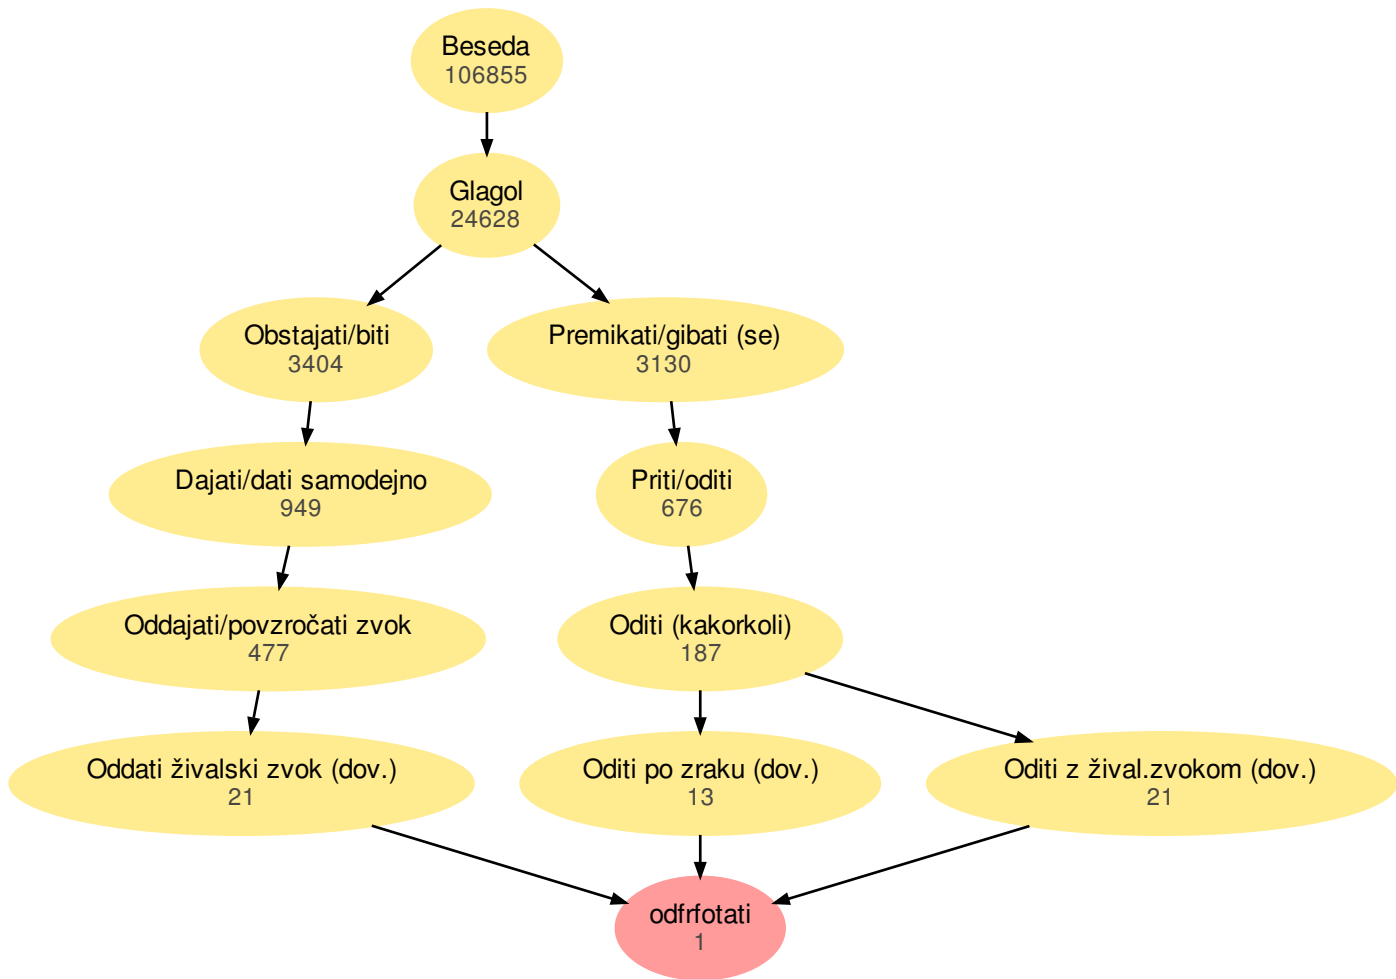 Beseda
106855
Glagol
24628
Obstajati/biti
3404
Premikati/gibati (se)
3130
Dajati/dati samodejno
949
Priti/oditi
676
Oddajati/povzročati zvok
477
Oditi (kakorkoli)
187
Oddati živalski zvok (dov.)
21
Oditi po zraku (dov.)
13
Oditi z žival.zvokom (dov.)
21
odfrfotati
1